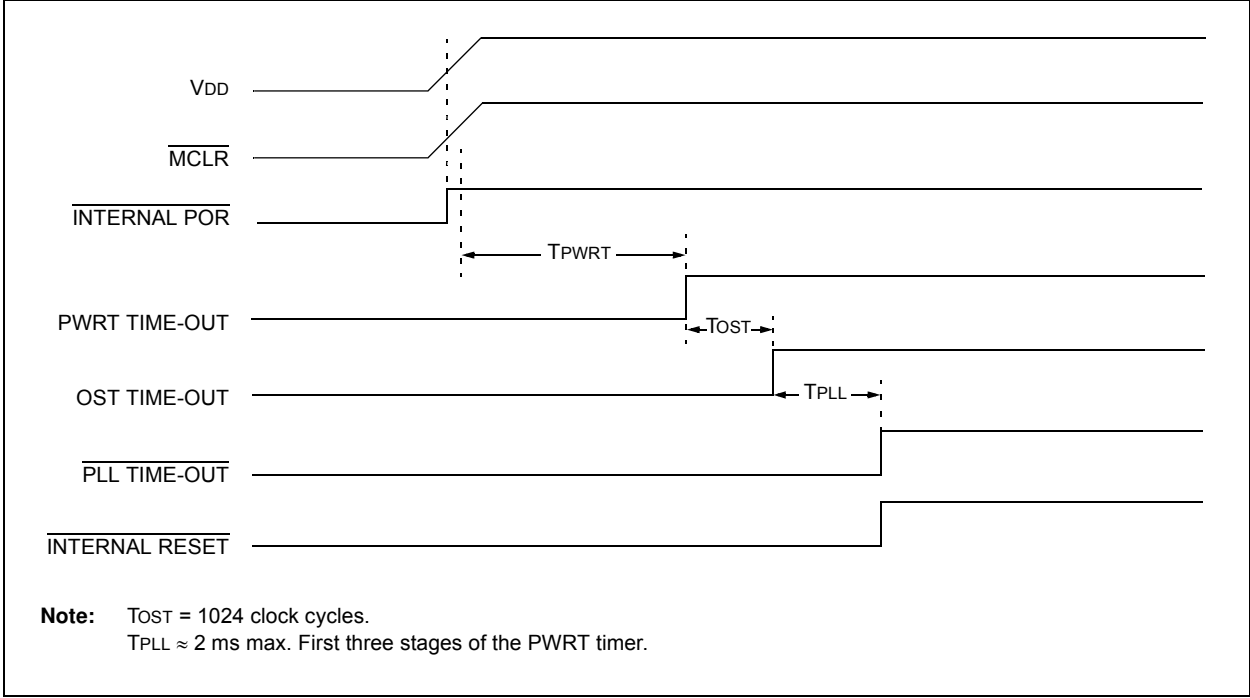 VDD
MCLR
INTERNAL POR
TPWRT
PWRT TIME-OUT
TOST
OST TIME-OUT
TPLL
PLL TIME-OUT
INTERNAL RESET
Note: TOST = 1024 clock cycles.
TPLL ≈ 2 ms max. First three stages of the PWRT timer.